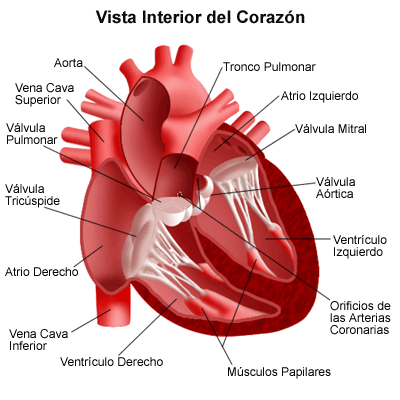 Vista Interior del Corazón
Aorta
Tronco Pulmonar
Vena Cava
Superior
Atrio Izquierdo
Válvula
Pulmonar
Válvula Mitral
Válvula
Tricúspide
Válvula
Aórtica
Ventrículo
Izquierdo
Atrio Derecho
Orificios de
las Arterias
Coronarias
Vena Cava
Inferior
Ventrículo Derecho
Músculos Papilares